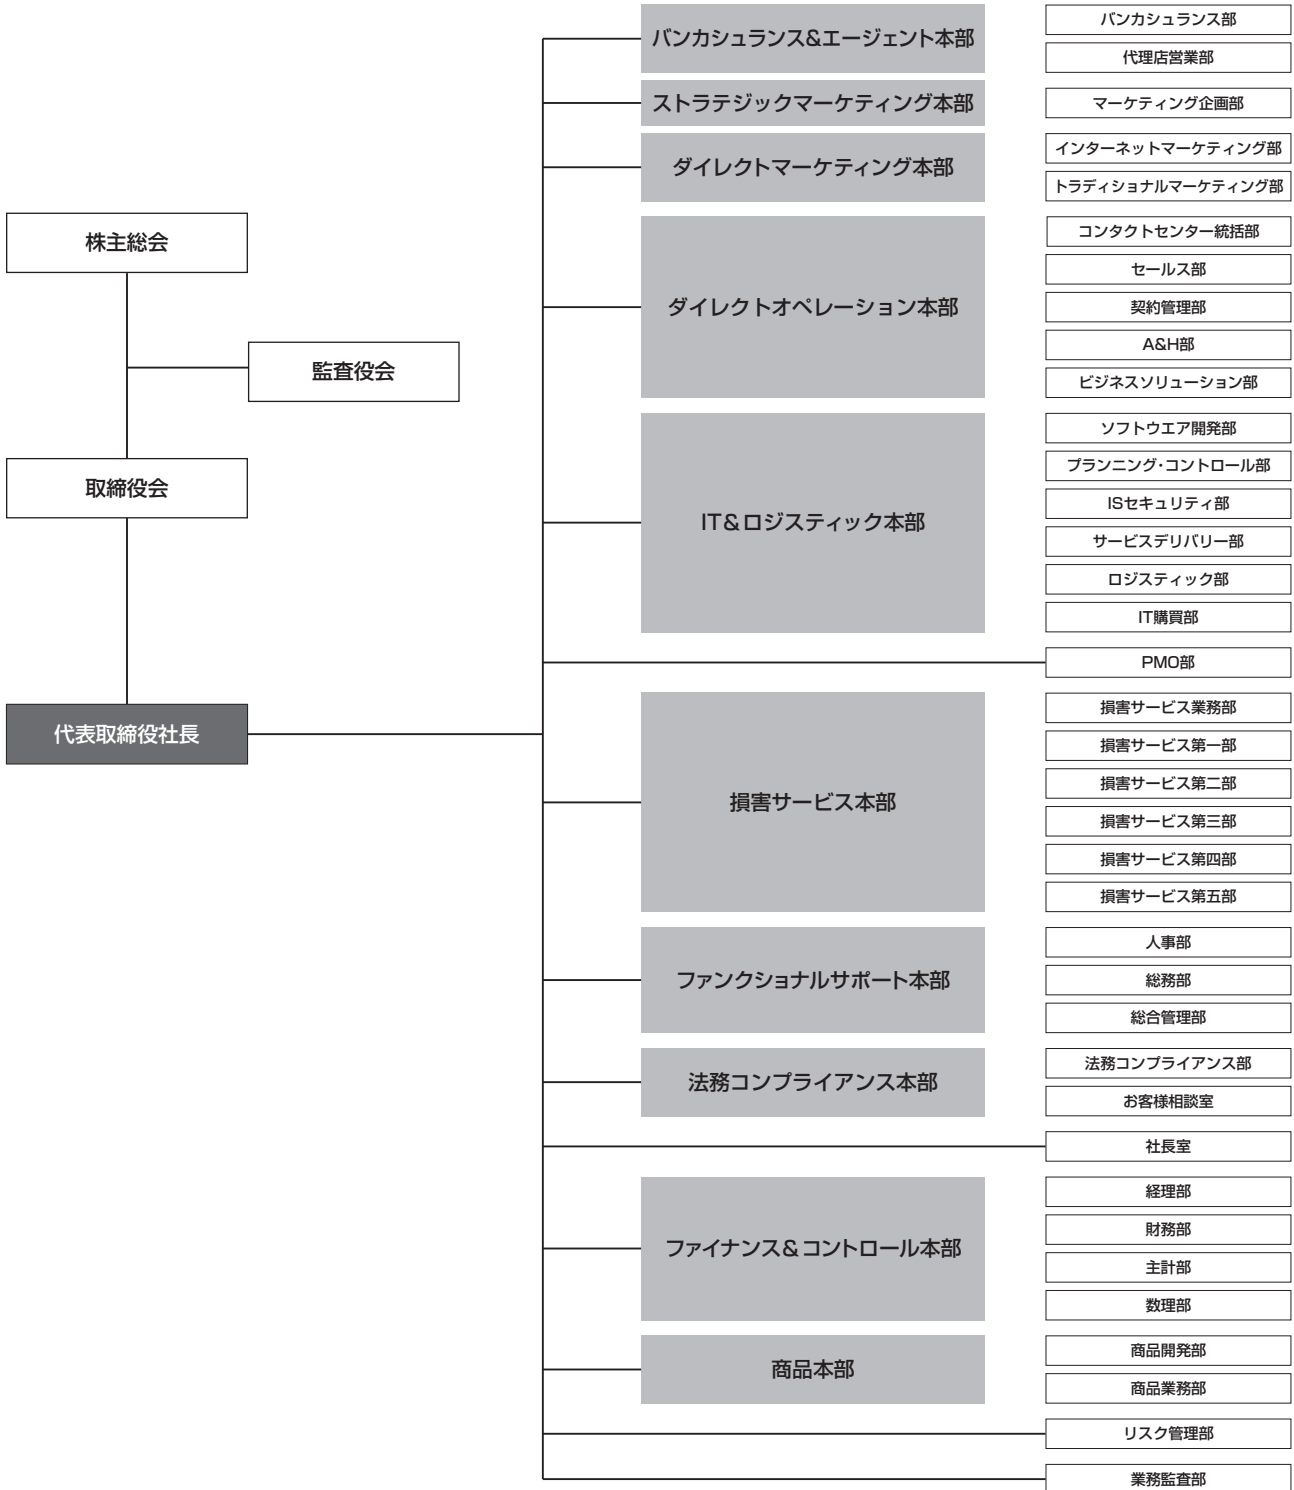 株主総会
監査役会
取締役会
代表取締役社長
バンカシュランス&エージェント本部
バンカシュランス部
代理店営業部
ストラテジックマーケティング本部
マーケティング企画部
ダイレクトマーケティング本部
インターネットマーケティング部
トラディショナルマーケティング部
ダイレクトオペレーション本部
コンタクトセンター統括部
セールス部
契約管理部
A&H部
ビジネスソリューション部
IT&ロジスティック本部
ソフトウエア開発部
プランニング・コントロール部
ISセキュリティ部
サービスデリバリー部
ロジスティック部
IT購買部
PMO部
損害サービス本部
損害サービス業務部
損害サービス第一部
損害サービス第二部
損害サービス第三部
損害サービス第四部
損害サービス第五部
ファンクショナルサポート本部
人事部
総務部
総合管理部
法務コンプライアンス本部
法務コンプライアンス部
お客様相談室
社長室
ファイナンス&コントロール本部
経理部
財務部
主計部
数理部
商品本部
商品開発部
商品業務部
リスク管理部
業務監査部